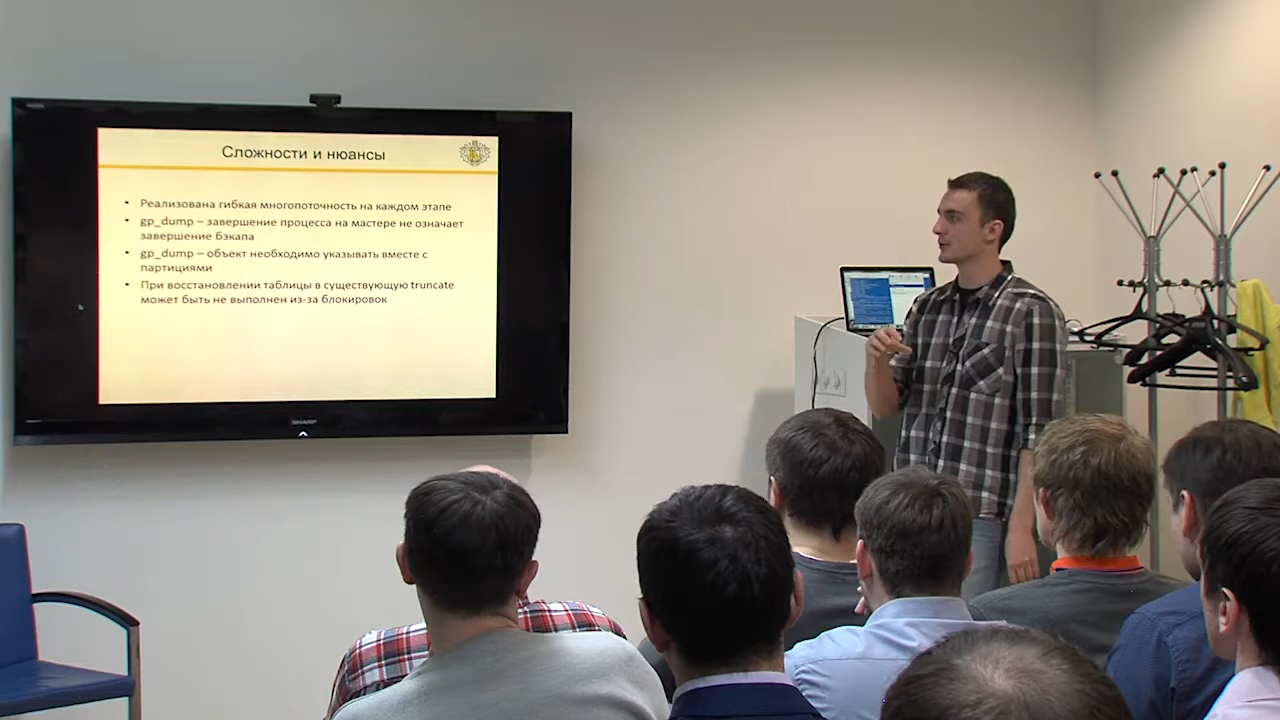 Сложности и нюансы
• Реализована гибкая многопоточность на каждом этапе
• gp_dump – завершение процесса на мастере не означает
завершение бэкапа
• gp_dump – объект необходимо указывать вместе с
партициями
• При восстановлении таблицы в существующую truncate
может быть не выполнен из-за блокировок
SHARP